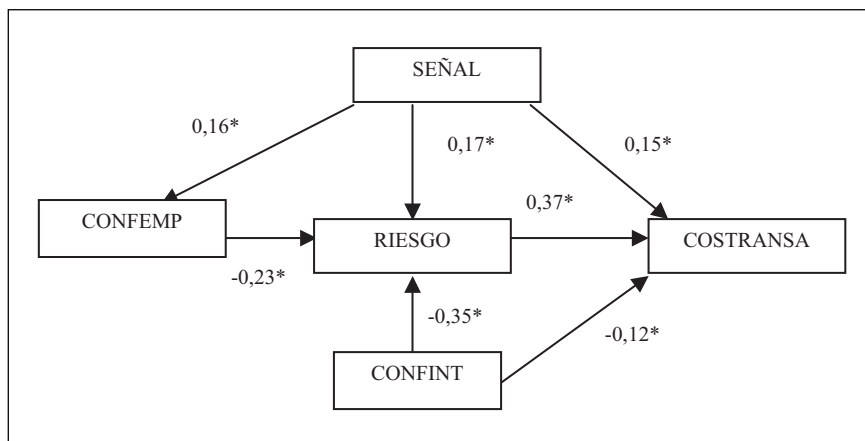 SEÑAL
0,16*
0,17*
0,15*
CONFEMP
0,37*
RIESGO
COSTRANSA
-0,23*
-0,35*
-0,12*
CONFINT